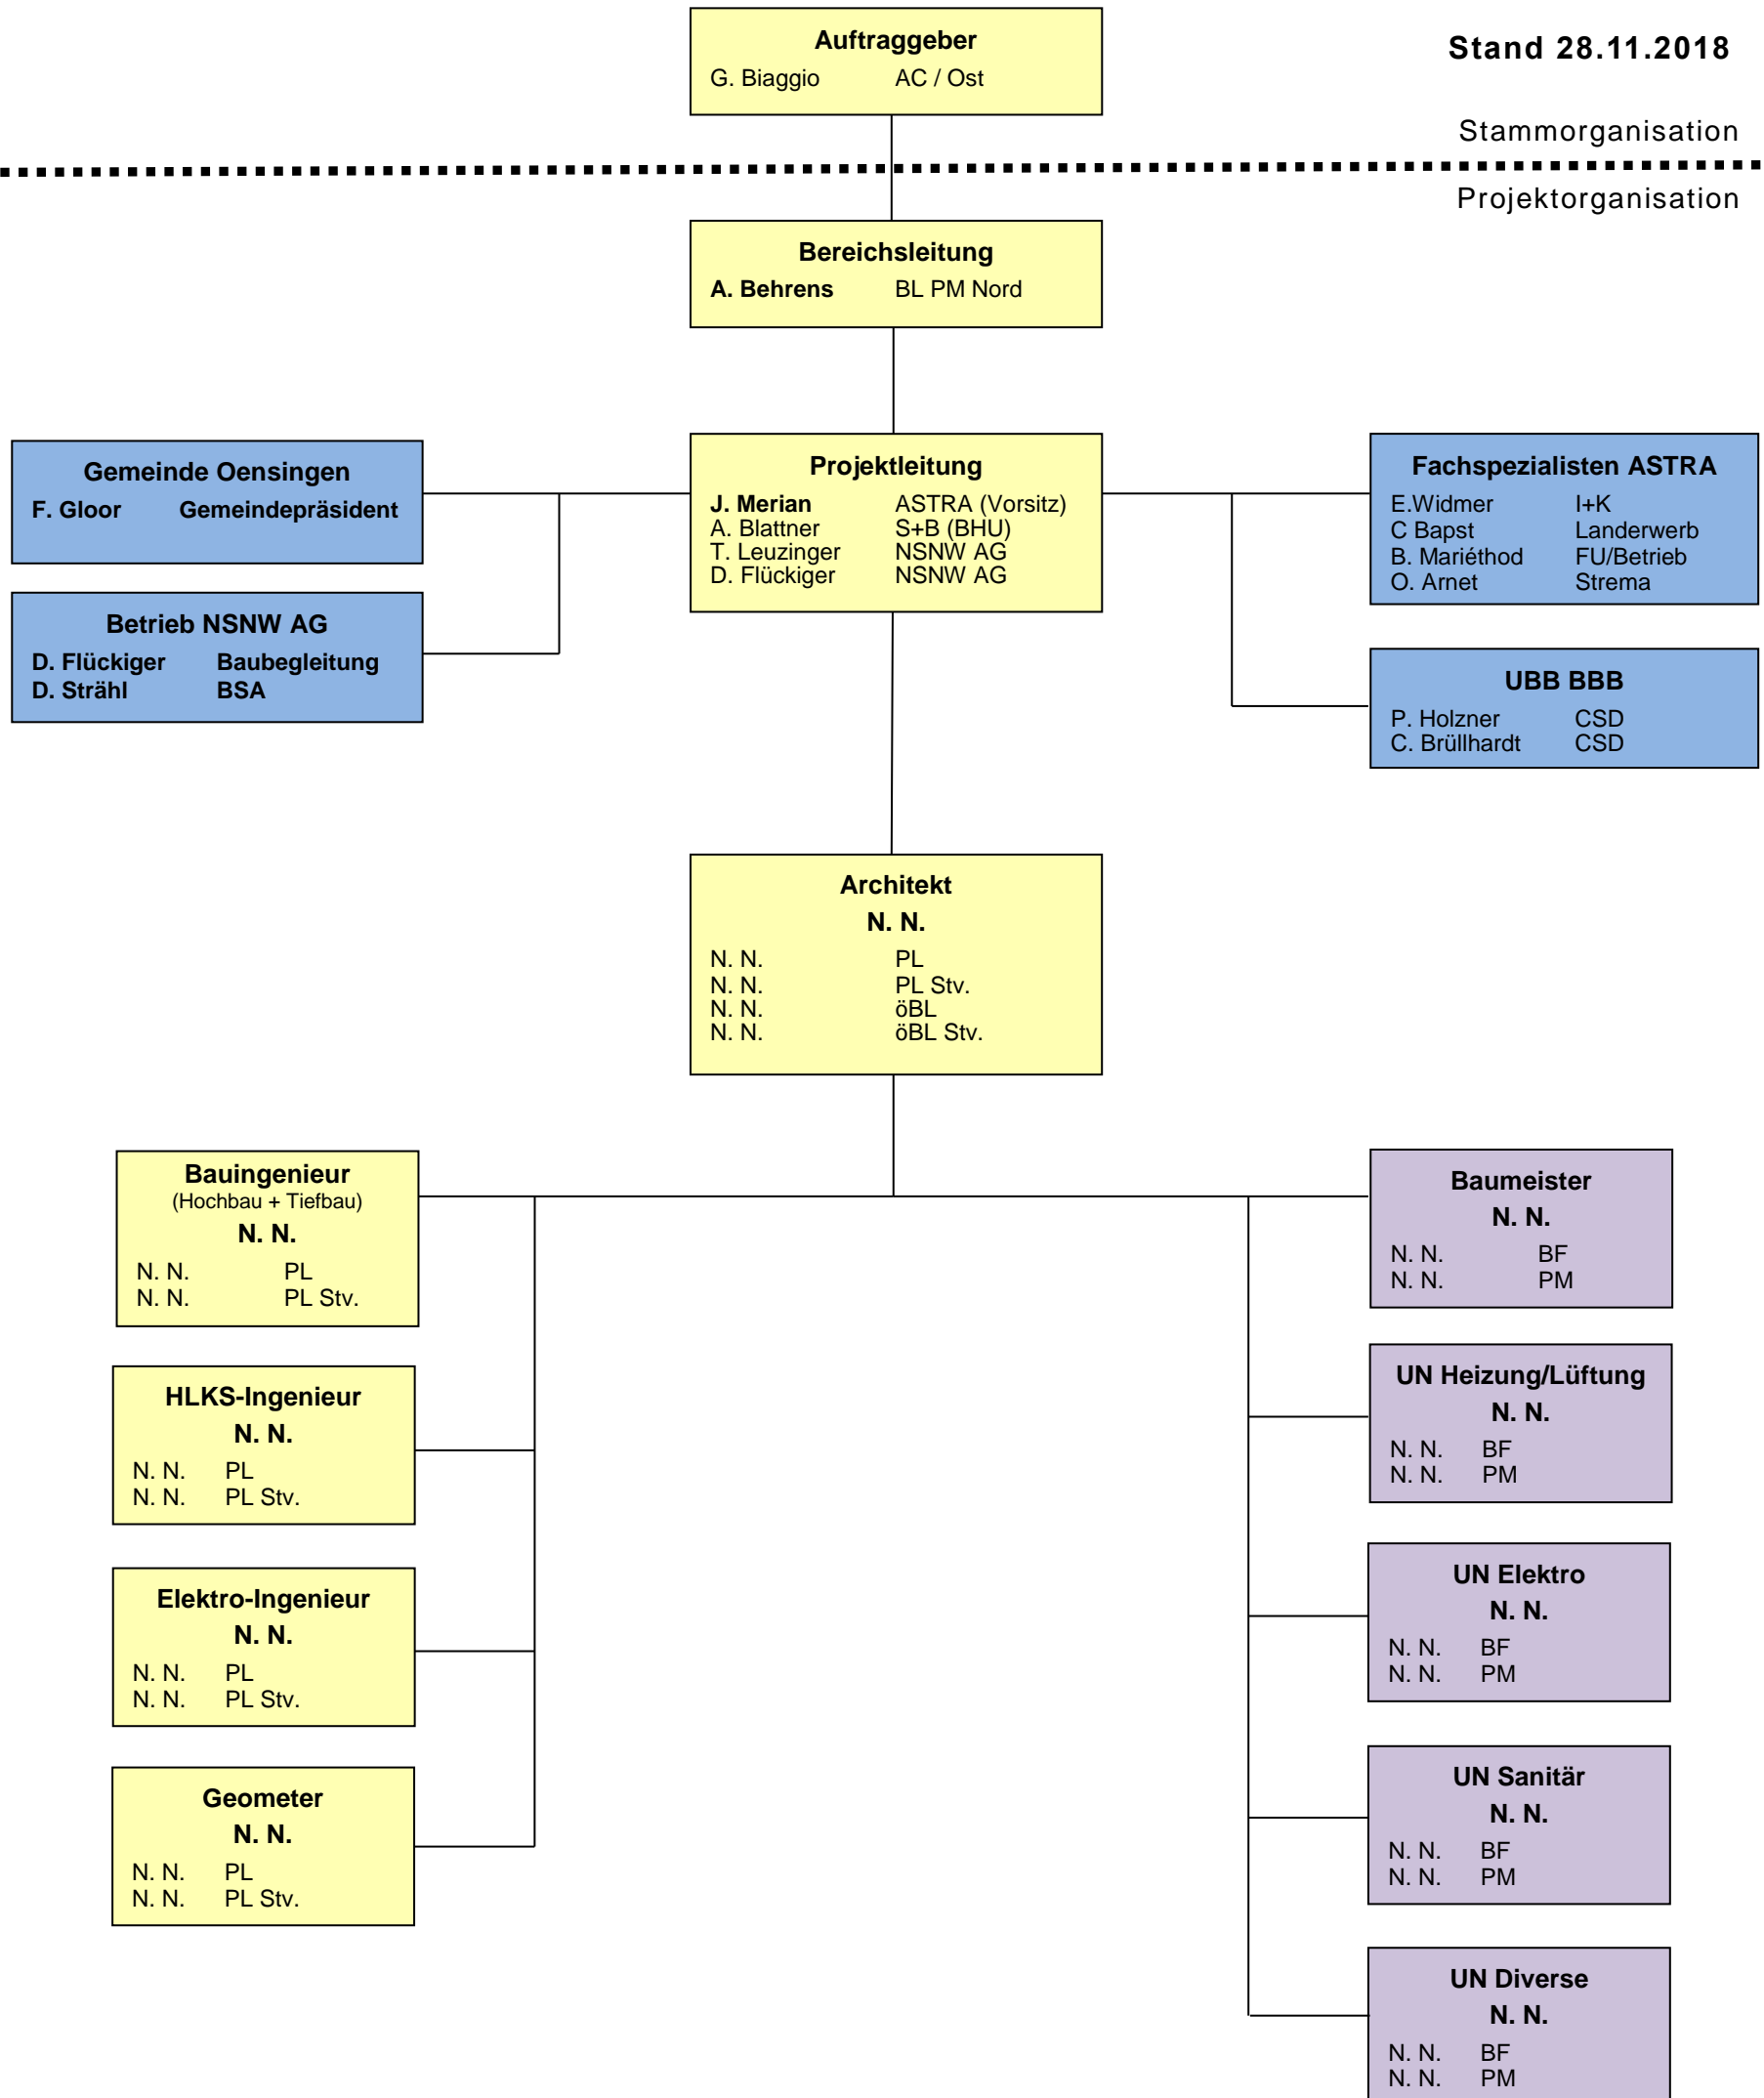 Auftraggeber
G. Biaggio AC / Ost
Stand 28.11.2018
Stammorganisation
Projektorganisation
Bereichsleitung
A. Behrens BL PM Nord
Gemeinde Oensingen
F. Gloor Gemeindepräsident
Betrieb NSNW AG
D. Flückiger Baubegleitung
D. Strähl BSA
Projektleitung
J. Merian ASTRA (Vorsitz)
A. Blattner S+B (BHU)
T. Leuzinger NSNW AG
D. Flückiger NSNW AG
Fachspezialisten ASTRA
E.Widmer I+K
C Bapst Landerwerb
B. Mariéthod FU/Betrieb
O. Arnet Strema
UBB BBB
P. Holzner CSD
C. Brüllhardt CSD
Architekt
N. N.
N. N. PL
N. N. PL Stv.
N. N. öBL
N. N. öBL Stv.
Bauingenieur
(Hochbau + Tiefbau)
N. N.
N. N. PL
N. N. PL Stv.
HLKS-Ingenieur
N. N.
N. N. PL
N. N. PL Stv.
Elektro-Ingenieur
N. N.
N. N. PL
N. N. PL Stv.
Geometer
N. N.
N. N. PL
N. N. PL Stv.
Baumeister
N. N.
N. N. BF
N. N. PM
UN Heizung/Lüftung
N. N.
N. N. BF
N. N. PM
UN Elektro
N. N.
N. N. BF
N. N. PM
UN Sanitär
N. N.
N. N. BF
N. N. PM
UN Diverse
N. N.
N. N. BF
N. N. PM